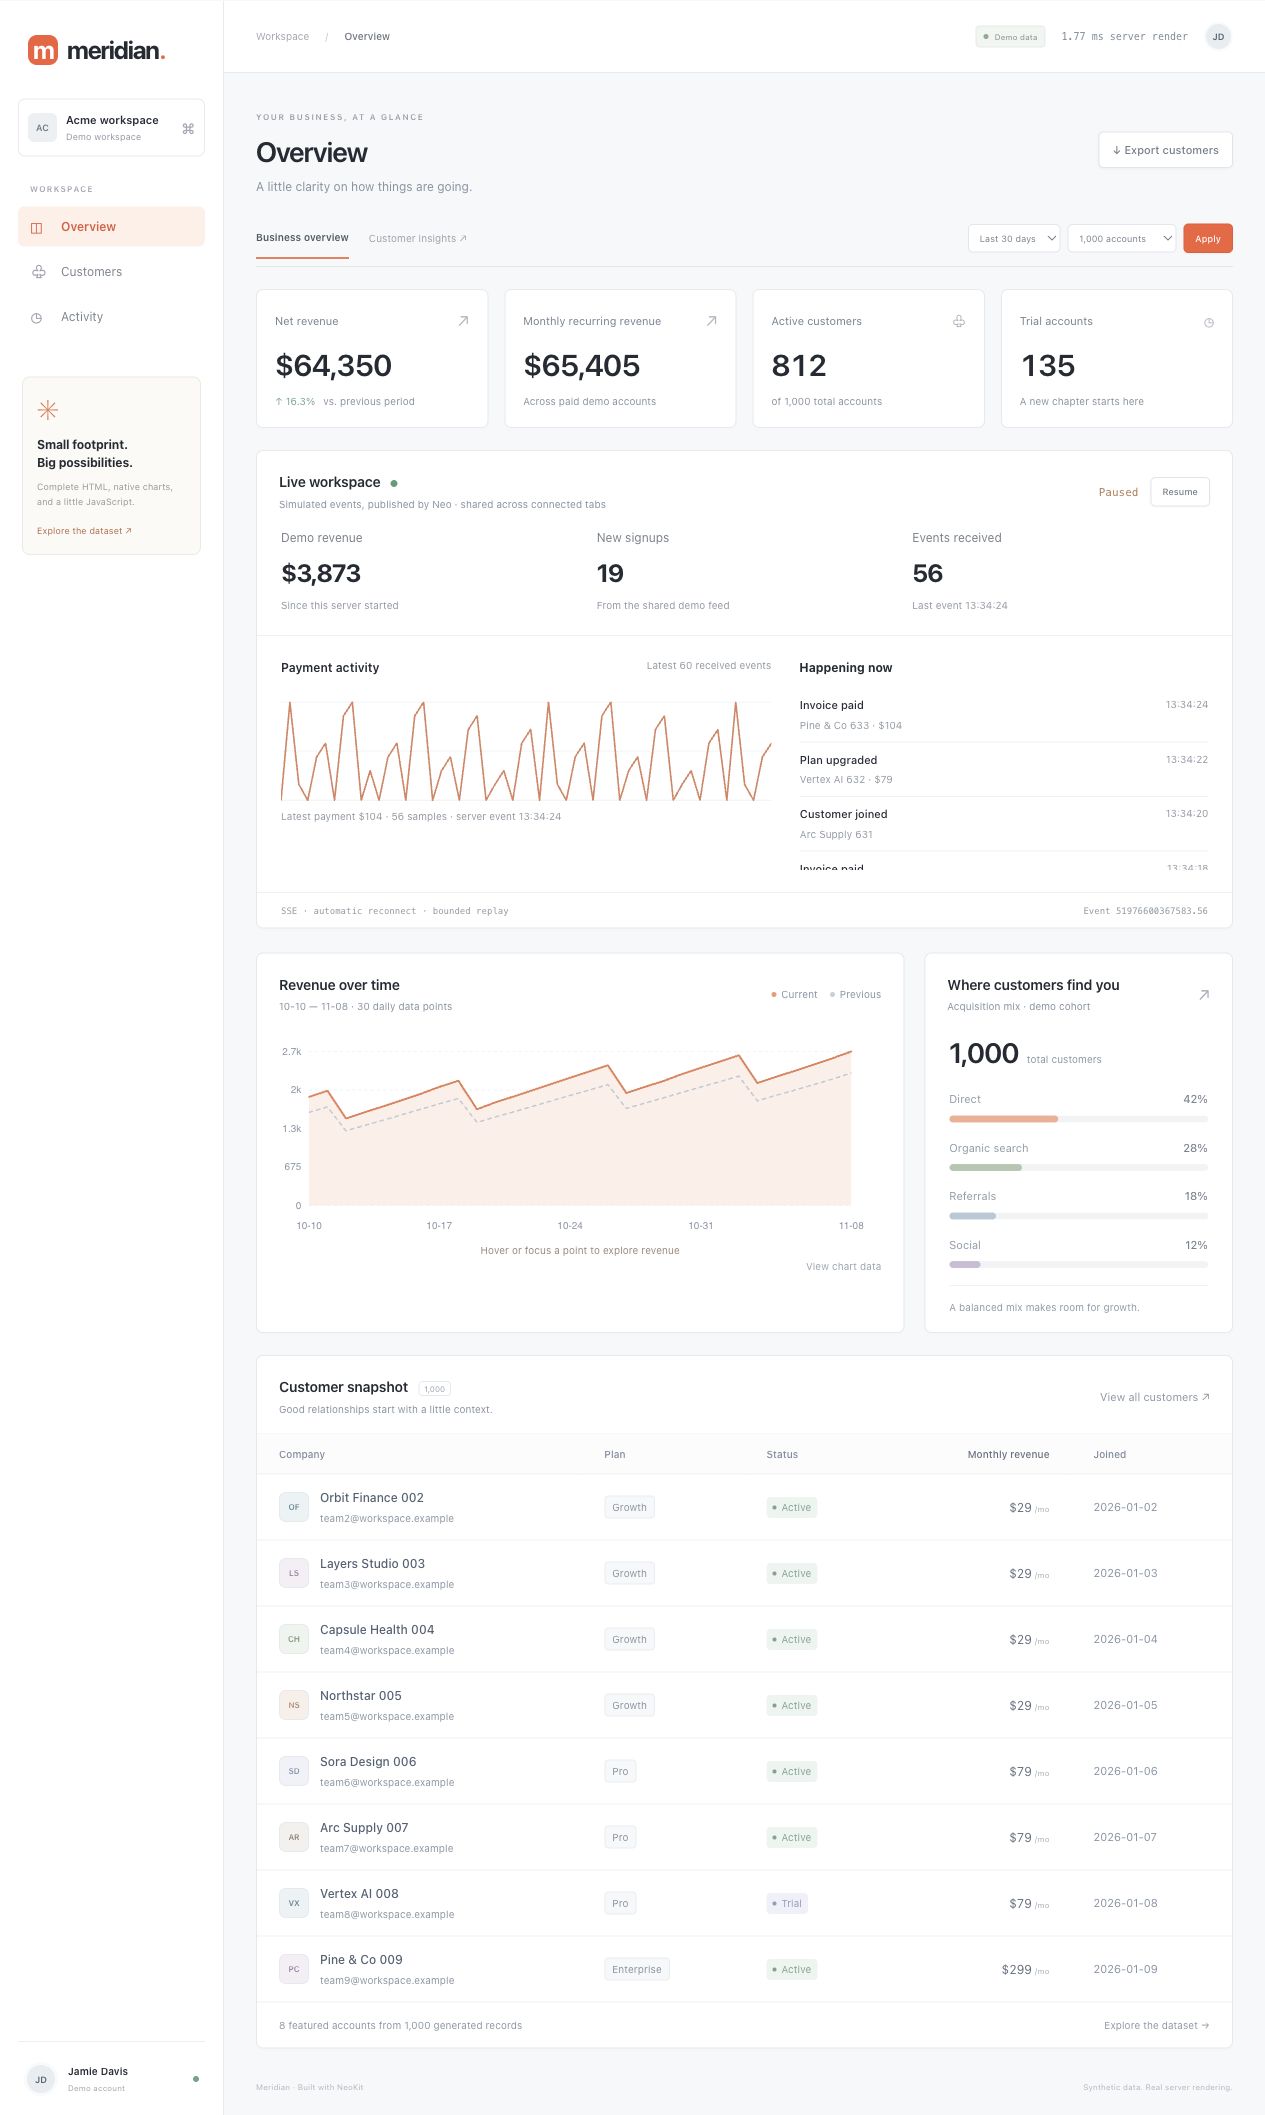 m meridian.
AC
Acme workspace
Demo workspace
⌘
WORKSPACE
Overview
Customers
Activity
Small footprint.
Big possibilities.
Complete HTML, native charts,
and a little JavaScript.
Explore the dataset ↗
JD
Jamie Davis
Demo account
Workspace / Overview
Demo data
1.77 ms server render
JD
YOUR BUSINESS, AT A GLANCE
Overview
A little clarity on how things are going.
↓ Export customers
Business overview
Customer insights ↗
Last 30 days
1,000 accounts
Apply
Net revenue ↗
$64,350
↑ 16.3% vs. previous period
Monthly recurring revenue ↗
$65,405
Across paid demo accounts
Active customers
812
of 1,000 total accounts
Trial accounts
135
A new chapter starts here
Live workspace
Simulated events, published by Neo · shared across connected tabs
Paused
Resume
Demo revenue
$3,873
Since this server started
New signups
19
From the shared demo feed
Events received
56
Last event 13:34:24
Payment activity
Latest 60 received events
Latest payment $104 · 56 samples · server event 13:34:24
Happening now
Invoice paid 13:34:24
Pine & Co 633 · $104
Plan upgraded 13:34:22
Vertex AI 632 · $79
Customer joined 13:34:20
Arc Supply 631
Invoice paid 13:34:18
SSE · automatic reconnect · bounded replay
Event 51976600367583.56
Revenue over time
10-10 — 11-08 · 30 daily data points
Current Previous
2.7k
2k
1.3k
675
0
10-10 10-17 10-24 10-31 11-08
Hover or focus a point to explore revenue
View chart data
Where customers find you
Acquisition mix · demo cohort
↗
1,000 total customers
Direct 42%
Organic search 28%
Referrals 18%
Social 12%
A balanced mix makes room for growth.
Customer snapshot 1,000
Good relationships start with a little context.
View all customers ↗
Company Plan Status Monthly revenue Joined
OF Orbit Finance 002 Growth Active $29 /mo 2026-01-02
team2@workspace.example
LS Layers Studio 003 Growth Active $29 /mo 2026-01-03
team3@workspace.example
CH Capsule Health 004 Growth Active $29 /mo 2026-01-04
team4@workspace.example
NS Northstar 005 Growth Active $29 /mo 2026-01-05
team5@workspace.example
SD Sora Design 006 Pro Active $79 /mo 2026-01-06
team6@workspace.example
AR Arc Supply 007 Pro Active $79 /mo 2026-01-07
team7@workspace.example
VX Vertex AI 008 Pro Trial $79 /mo 2026-01-08
team8@workspace.example
PC Pine & Co 009 Enterprise Active $299 /mo 2026-01-09
team9@workspace.example
8 featured accounts from 1,000 generated records
Explore the dataset →
Meridian · Built with NeoKit
Synthetic data. Real server rendering.